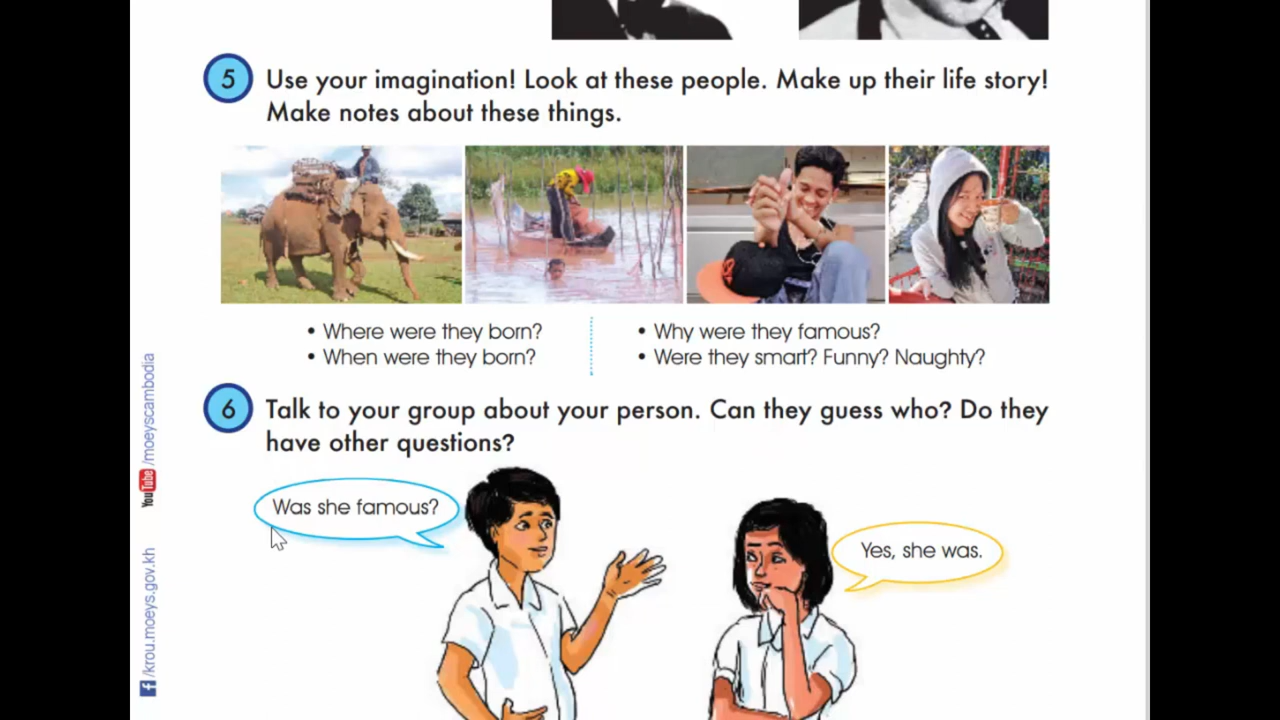 5 Use your imagination! Look at these people. Make up their life story!
Make notes about these things.
• Where were they born?
• When were they born?
• Why were they famous?
• Were they smart? Funny? Naughty?
6 Talk to your group about your person. Can they guess who? Do they
have other questions?
Was she famous?
Yes, she was.
YouTube /moeyscambodia
f /krou.moeys.gov.kh